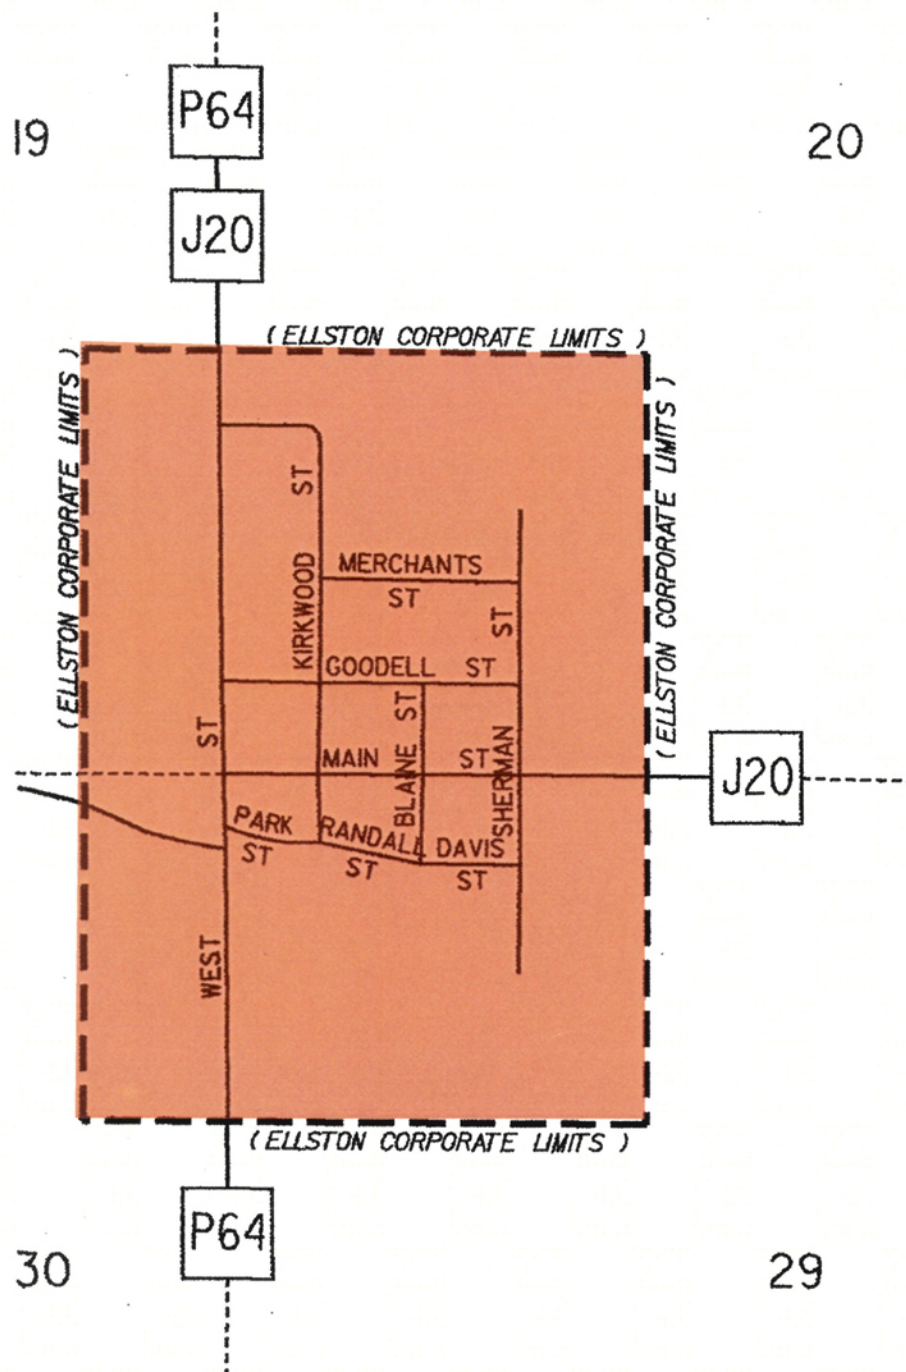 P64
19
20
J20
( ELLSTON CORPORATE LIMITS )
( ELLSTON CORPORATE LIMITS )
( ELLSTON CORPORATE LIMITS )
KIRKWOOD ST
MERCHANTS
ST
GOODELL ST
WEST ST
BLAINE ST
SHERMAN ST
MAIN ST
J20
PARK
ST
RANDALL
ST
DAVIS
ST
( ELLSTON CORPORATE LIMITS )
P64
30
29